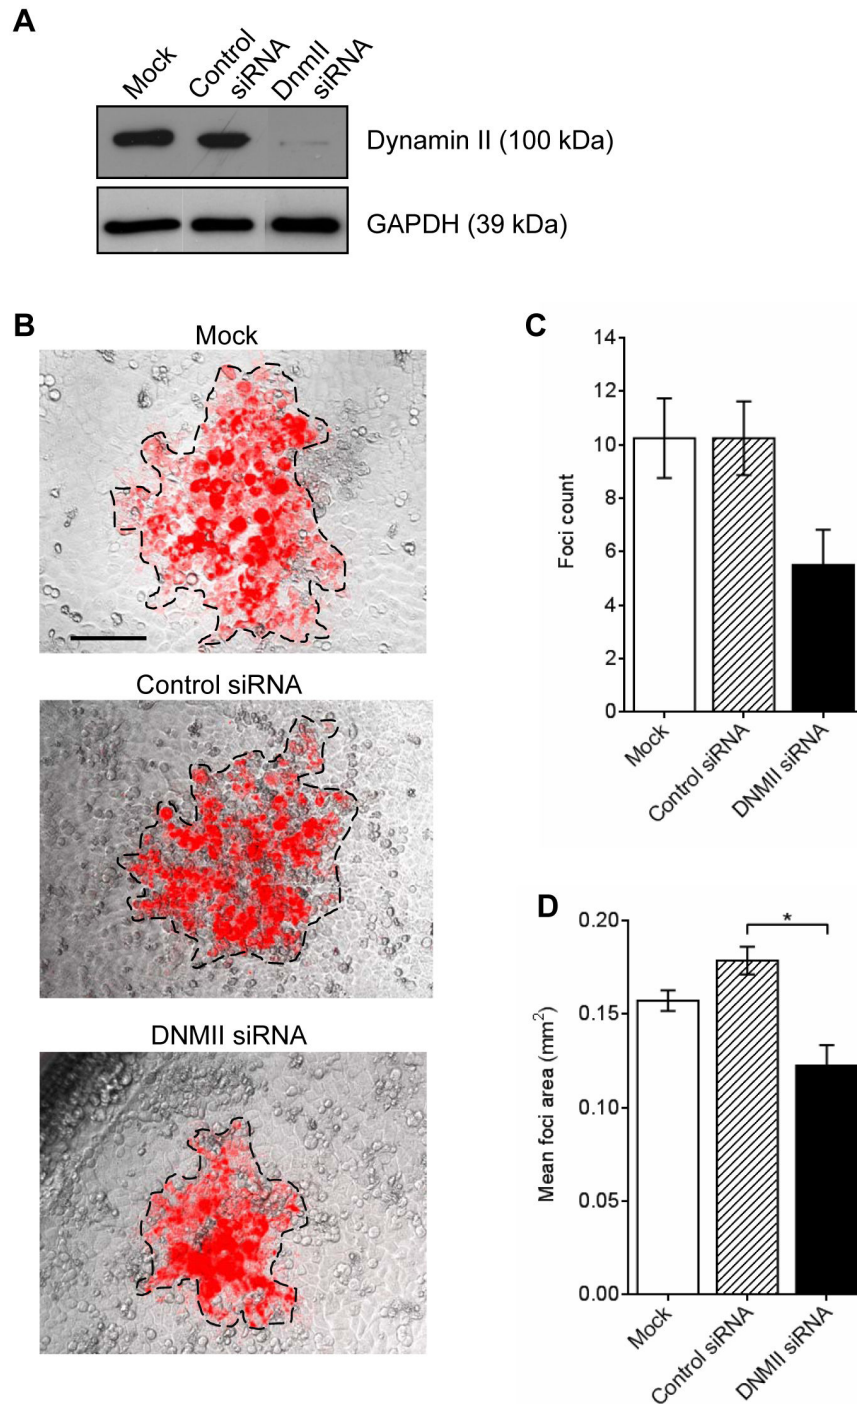 A
Mock
Control
siRNA
DnmII
siRNA
Dynamin II (100 kDa)
GAPDH (39 kDa)
B
Mock
Control siRNA
DNMII siRNA
C
14
12
10
8
6
4
2
0
Foci count
Mock
Control siRNA
DNMII siRNA
D
*
0.20
0.15
0.10
0.05
0.00
Mean foci area (mm²)
Mock
Control siRNA
DNMII siRNA